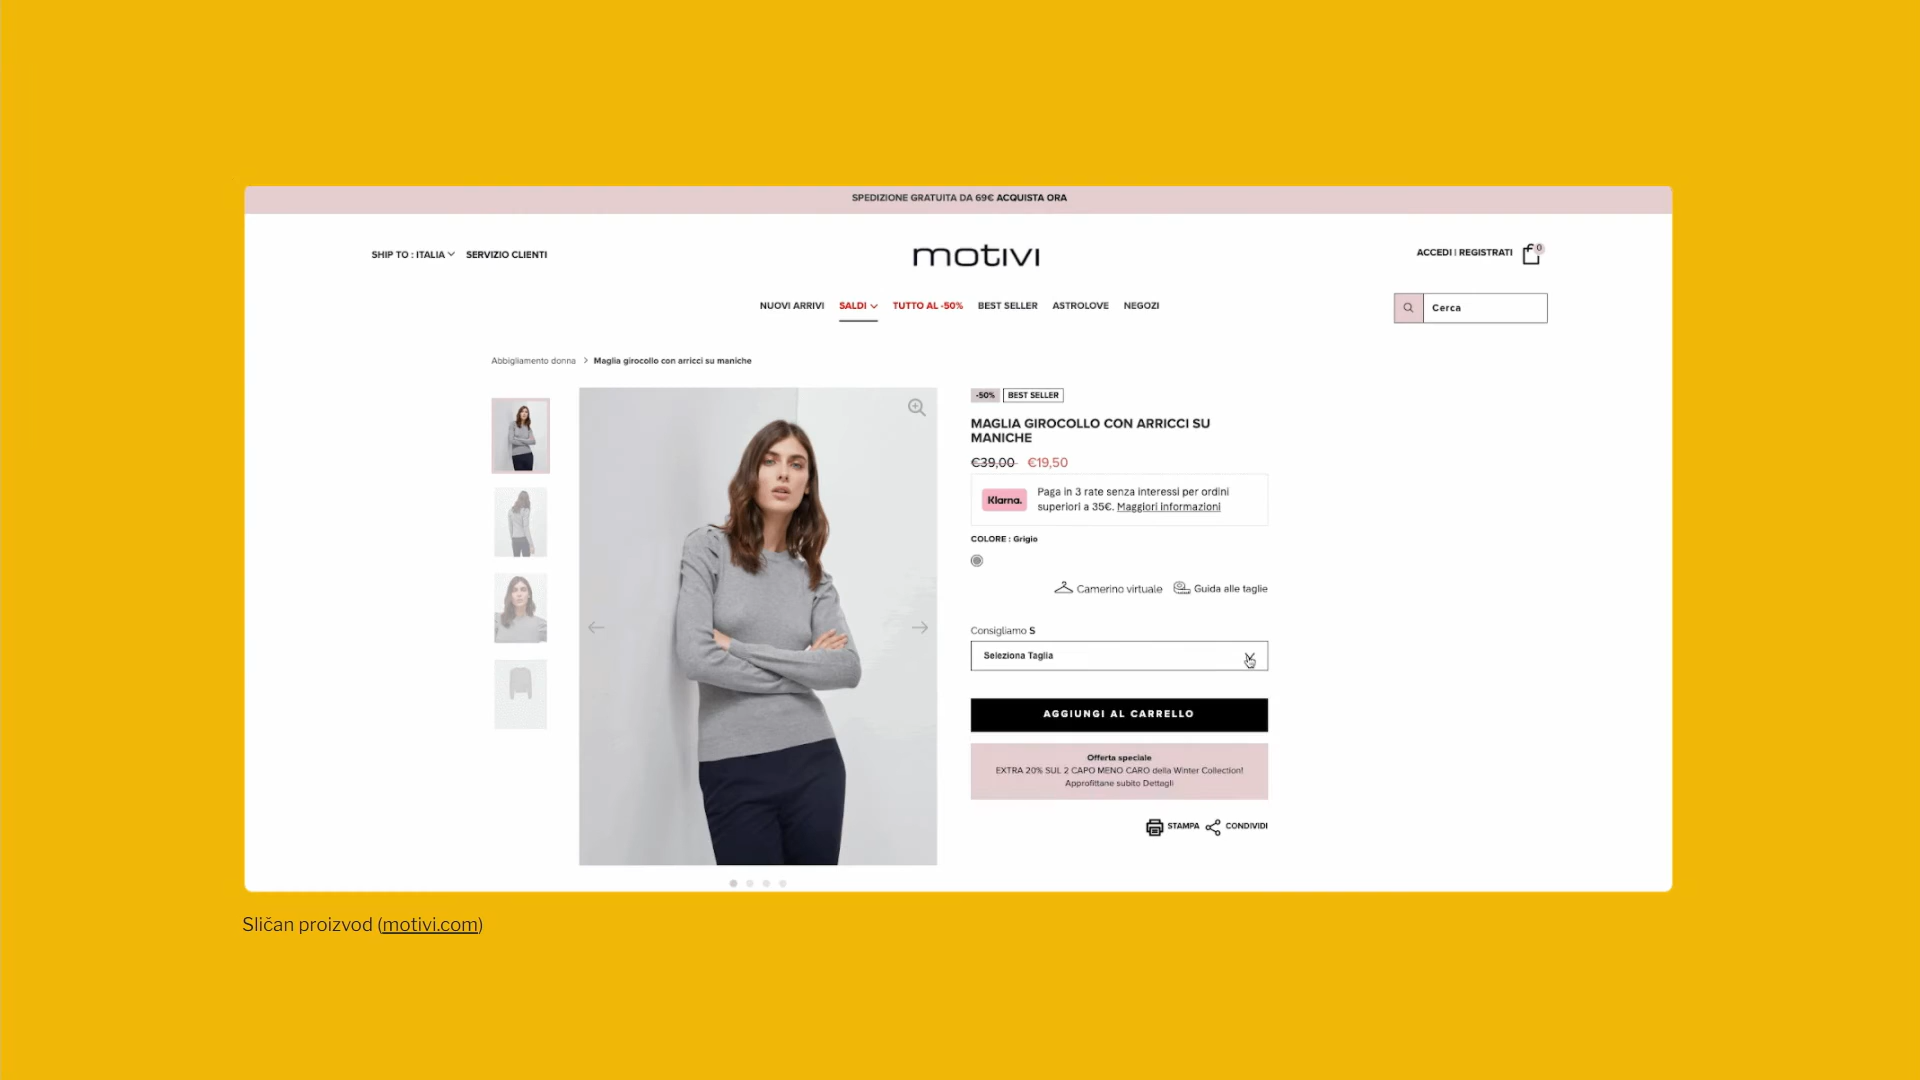 SPEDIZIONE GRATUITA DA 69€ ACQUISTA ORA
SHIP TO : ITALIA SERVIZIO CLIENTI
motivi
ACCEDI | REGISTRATI 0
NUOVI ARRIVI SALDI TUTTO AL -50% BEST SELLER ASTROLOVE NEGOZI
Cerca
Abbigliamento donna > Maglia girocollo con arricci su maniche
-50% BEST SELLER
MAGLIA GIROCOLLO CON ARRICCI SU
MANICHE
€39,00 €19,50
Klarna.
Paga in 3 rate senza interessi per ordini
superiori a 35€. Maggiori informazioni
COLORE : Grigio
Camerino virtuale Guida alle taglie
Consigliamo S
Seleziona Taglia
AGGIUNGI AL CARRELLO
Offerta speciale
EXTRA 20% SUL 2 CAPO MENO CARO della Winter Collection!
Approfittane subito Dettagli
STAMPA CONDIVIDI
Sličan proizvod (motivi.com)